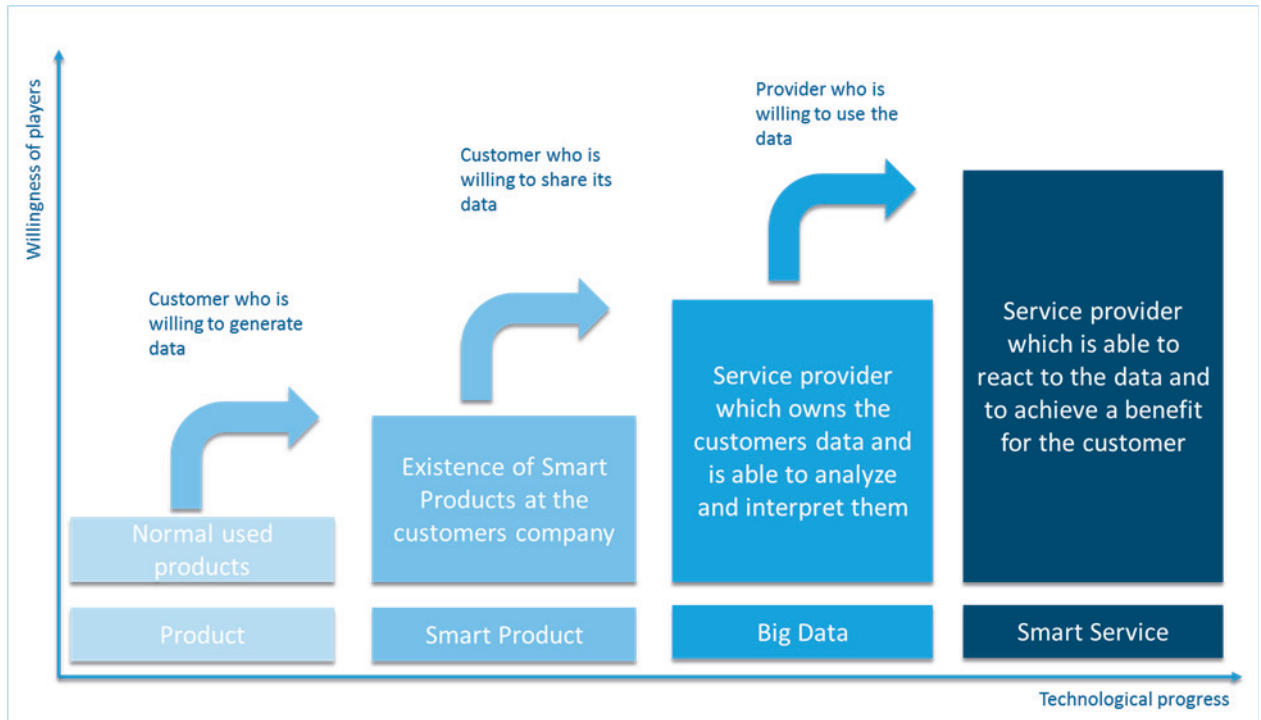 Willingness of players
Customer who is
willing to generate
data
Customer who is
willing to share its
data
Provider who is
willing to use the
data
Normal used
products
Existence of Smart
Products at the
customers company
Service provider
which owns the
customers data and
is able to analyze
and interpret them
Service provider
which is able to
react to the data and
to achieve a benefit
for the customer
Product
Smart Product
Big Data
Smart Service
Technological progress